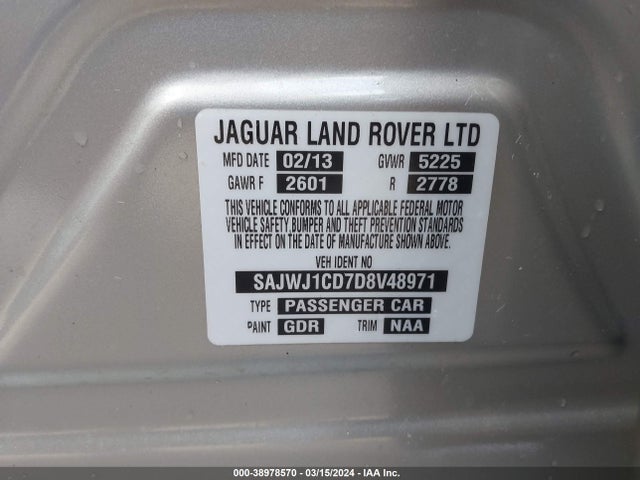 JAGUAR LAND ROVER LTD
MFD DATE 02/13 GVWR 5225
GAWR F 2601 R 2778
THIS VEHICLE CONFORMS TO ALL APPLICABLE FEDERAL MOTOR
VEHICLE SAFETY,BUMPER AND THEFT PREVENTION STANDARDS
IN EFFECT ON THE DATE OF MANUFACTURE SHOWN ABOVE.
VEH IDENT NO
SAJWJ1CD7D8V48971
TYPE PASSENGER CAR
PAINT GDR TRIM NAA
000-38978570 - 03/15/2024 - IAA Inc.